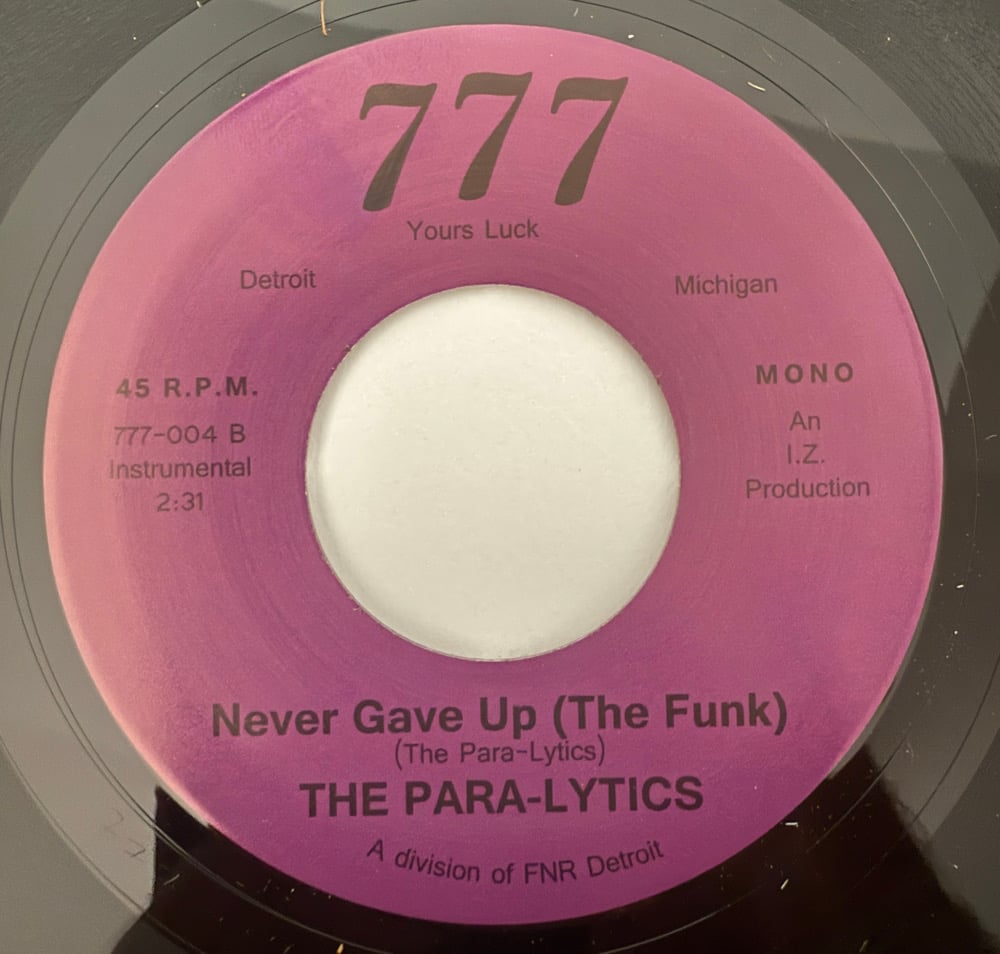 777
Yours Luck
Detroit
Michigan
45 R.P.M.
777-004 B
Instrumental
2:31
MONO
An
I.Z.
Production
Never Gave Up (The Funk)
(The Para-Lytics)
THE PARA-LYTICS
A division of FNR Detroit